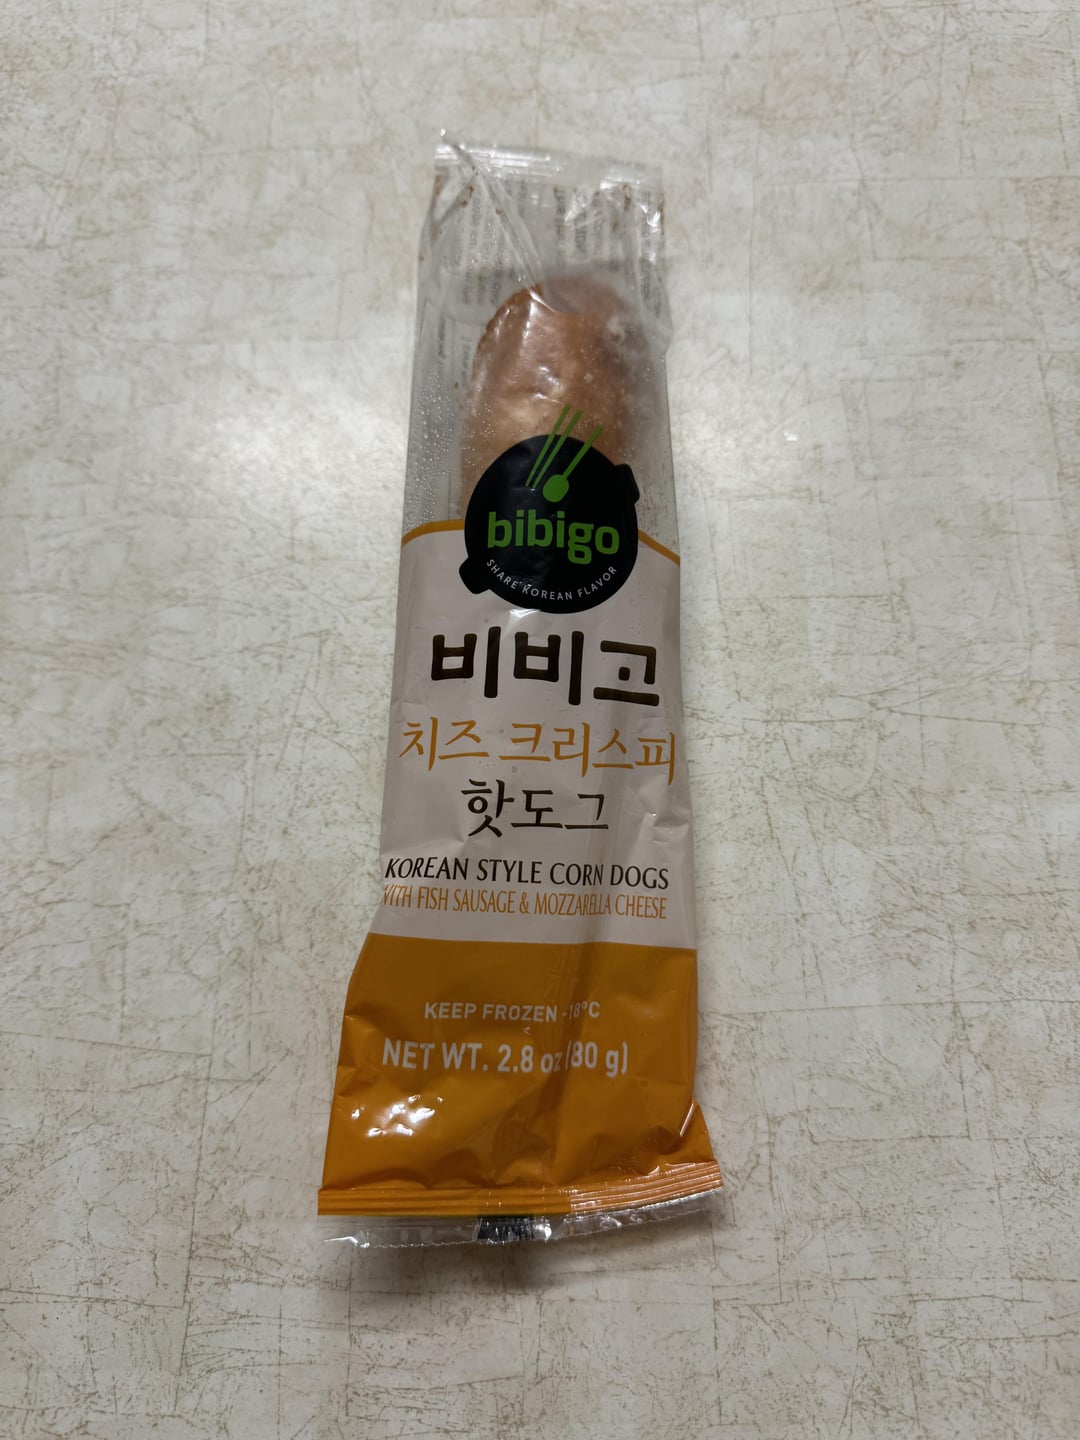 bibigo
SHARE KOREAN FLAVOR
비비고
치즈 크리스피
핫도그
KOREAN STYLE CORN DOGS
WITH FISH SAUSAGE & MOZZARELLA CHEESE
KEEP FROZEN -18°C
NET WT. 2.8 oz (80 g)